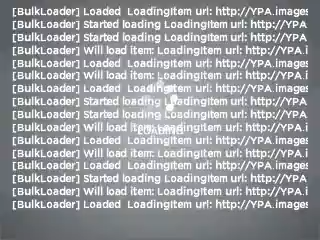 [BulkLoader] Loaded  LoadingItem url: http://YPA.images
[BulkLoader] Started loading LoadingItem url: http://YPA
[BulkLoader] Started loading LoadingItem url: http://YPA
[BulkLoader] Will load item: LoadingItem url: http://YPA.i
[BulkLoader] Loaded  LoadingItem url: http://YPA.images
[BulkLoader] Will load item: LoadingItem url: http://YPA.i
[BulkLoader] Loaded  LoadingItem url: http://YPA.images
[BulkLoader] Started loading LoadingItem url: http://YPA
[BulkLoader] Started loading LoadingItem url: http://YPA
[BulkLoader] Will load item: LoadingItem url: http://YPA.i
LOADING
[BulkLoader] Loaded  LoadingItem url: http://YPA.images
[BulkLoader] Will load item: LoadingItem url: http://YPA.i
[BulkLoader] Loaded  LoadingItem url: http://YPA.images
[BulkLoader] Started loading LoadingItem url: http://YPA
[BulkLoader] Will load item: LoadingItem url: http://YPA.i
[BulkLoader] Loaded  LoadingItem url: http://YPA.images